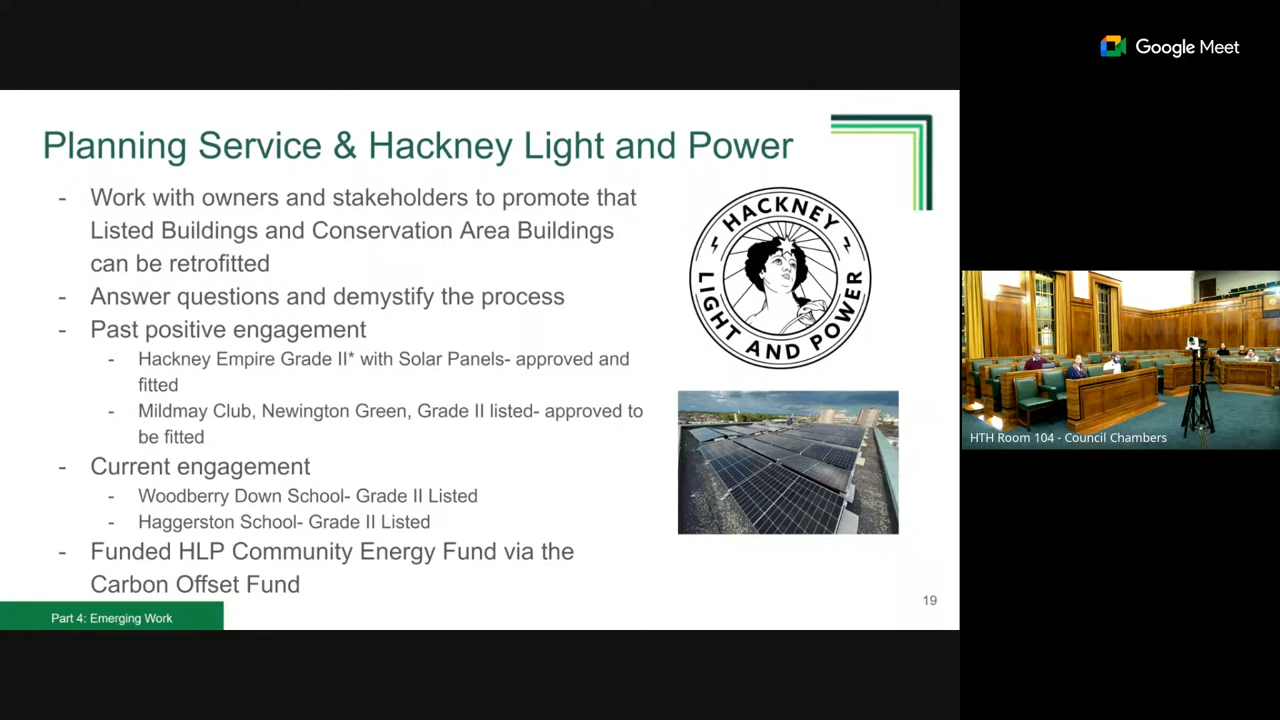 Google Meet
Planning Service & Hackney Light and Power
- Work with owners and stakeholders to promote that
Listed Buildings and Conservation Area Buildings
can be retrofitted
- Answer questions and demystify the process
- Past positive engagement
- Hackney Empire Grade II* with Solar Panels- approved and
fitted
- Mildmay Club, Newington Green, Grade II listed- approved to
be fitted
- Current engagement
- Woodberry Down School- Grade II Listed
- Haggerston School- Grade II Listed
- Funded HLP Community Energy Fund via the
Carbon Offset Fund
HACKNEY
LIGHT AND POWER
19
Part 4: Emerging Work
HTH Room 104 - Council Chambers